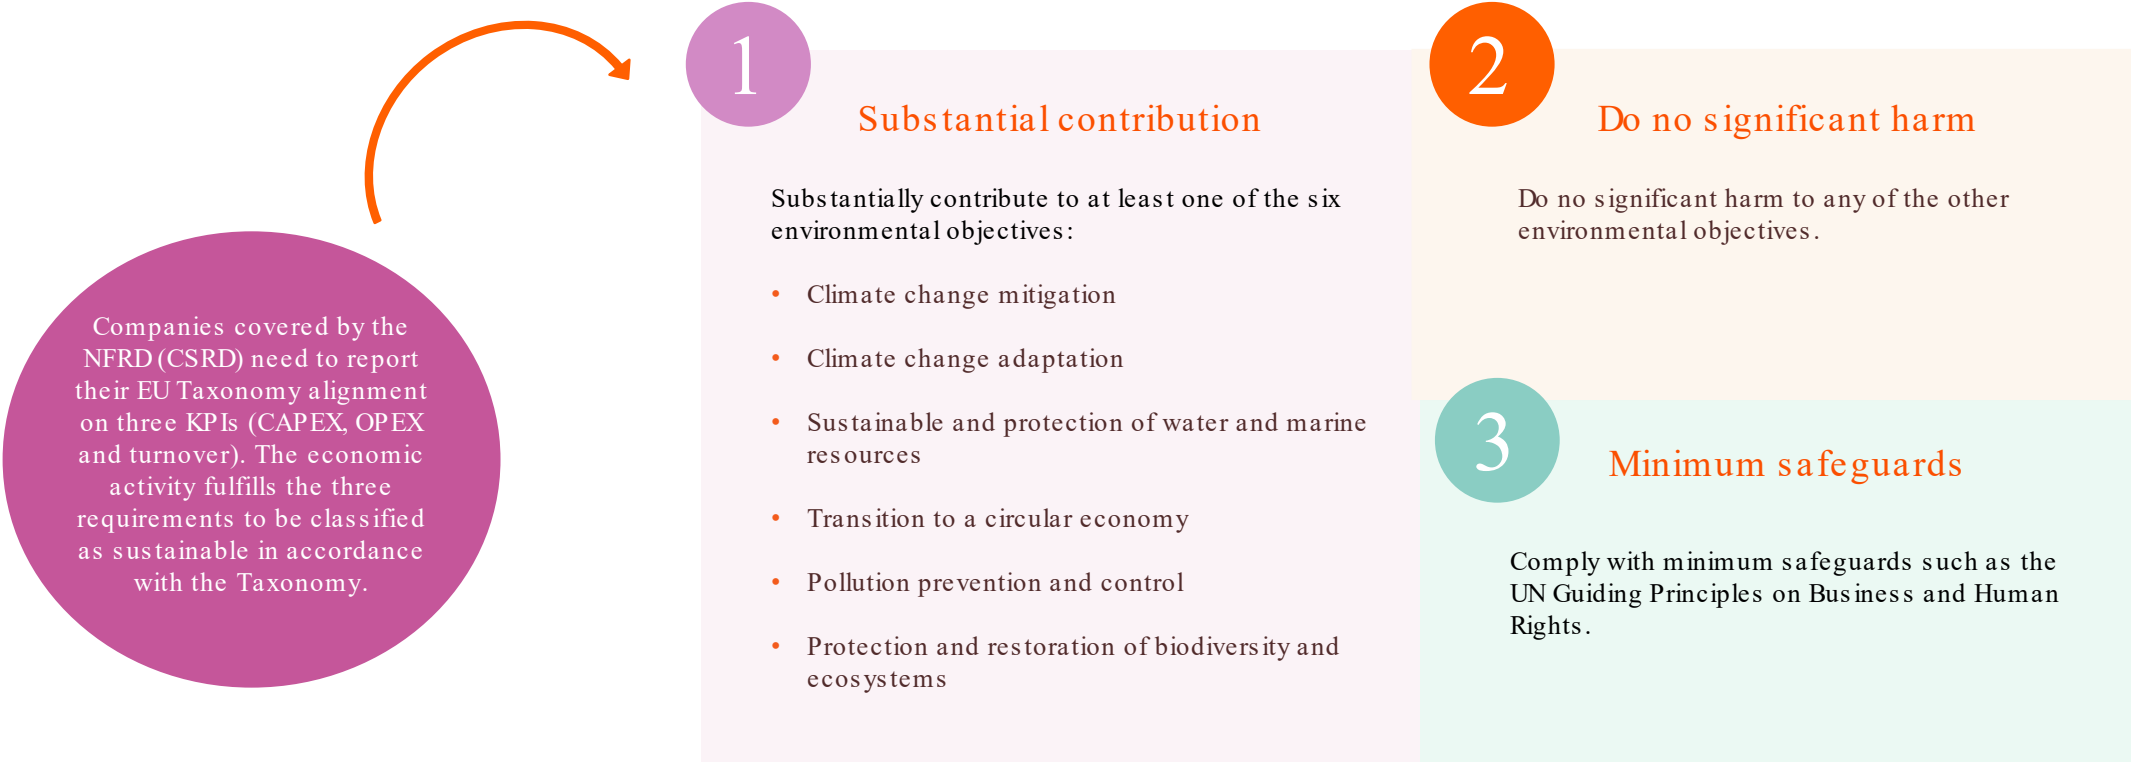 Companies covered by the
NFRD (CSRD) need to report
their EU Taxonomy alignment
on three KPIs (CAPEX, OPEX
and turnover). The economic
activity fulfills the three
requirements to be classified
as sustainable in accordance
with the Taxonomy.
1
Substantial contribution
Substantially contribute to at least one of the six
environmental objectives:
• Climate change mitigation
• Climate change adaptation
• Sustainable and protection of water and marine
resources
• Transition to a circular economy
• Pollution prevention and control
• Protection and restoration of biodiversity and
ecosystems
2
Do no significant harm
Do no significant harm to any of the other
environmental objectives.
3
Minimum safeguards
Comply with minimum safeguards such as the
UN Guiding Principles on Business and Human
Rights.